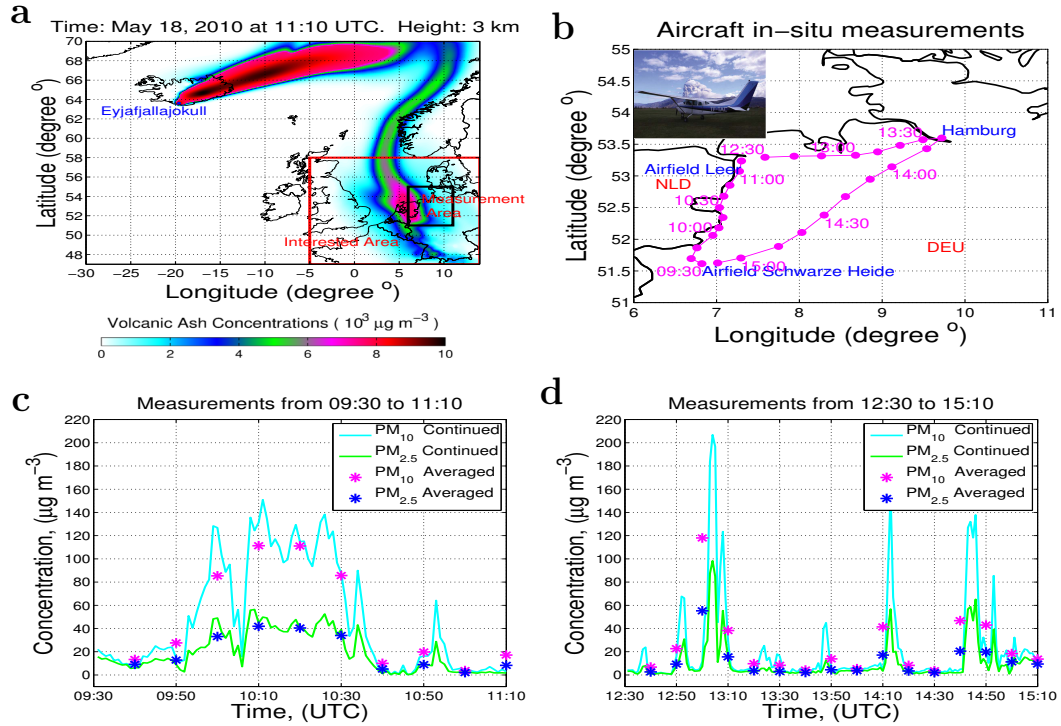 a
Time: May 18, 2010 at 11:10 UTC. Height: 3 km
70
68
66
64
62
60
58
56
54
52
50
48
Latitude (degree °)
Eyjafjallajokull
Measurement
Area
Interested Area
−30 −25 −20 −15 −10 −5 0 5 10
Longitude (degree °)
Volcanic Ash Concentrations ( 10³ μg m⁻³)
0 2 4 6 8 10
b
Aircraft in−situ measurements
55
54.5
54
53.5
53
52.5
52
51.5
51
Latitude (degree °)
Hamburg
13:30
13:00
12:30
Airfield Leer
14:00
11:00
NLD
10:30
14:30
10:00
DEU
15:00
09:30
Airfield Schwarze Heide
6 7 8 9 10 11
Longitude (degree °)
c
Measurements from 09:30 to 11:10
220
200
180
160
140
120
100
80
60
40
20
0
Concentration, (μg m⁻³)
PM₁₀ Continued
PM₂.₅ Continued
PM₁₀ Averaged
PM₂.₅ Averaged
09:30 09:50 10:10 10:30 10:50 11:10
Time, (UTC)
d
Measurements from 12:30 to 15:10
220
200
180
160
140
120
100
80
60
40
20
0
Concentration, (μg m⁻³)
PM₁₀ Continued
PM₂.₅ Continued
PM₁₀ Averaged
PM₂.₅ Averaged
12:30 12:50 13:10 13:30 13:50 14:10 14:30 14:50 15:10
Time, (UTC)